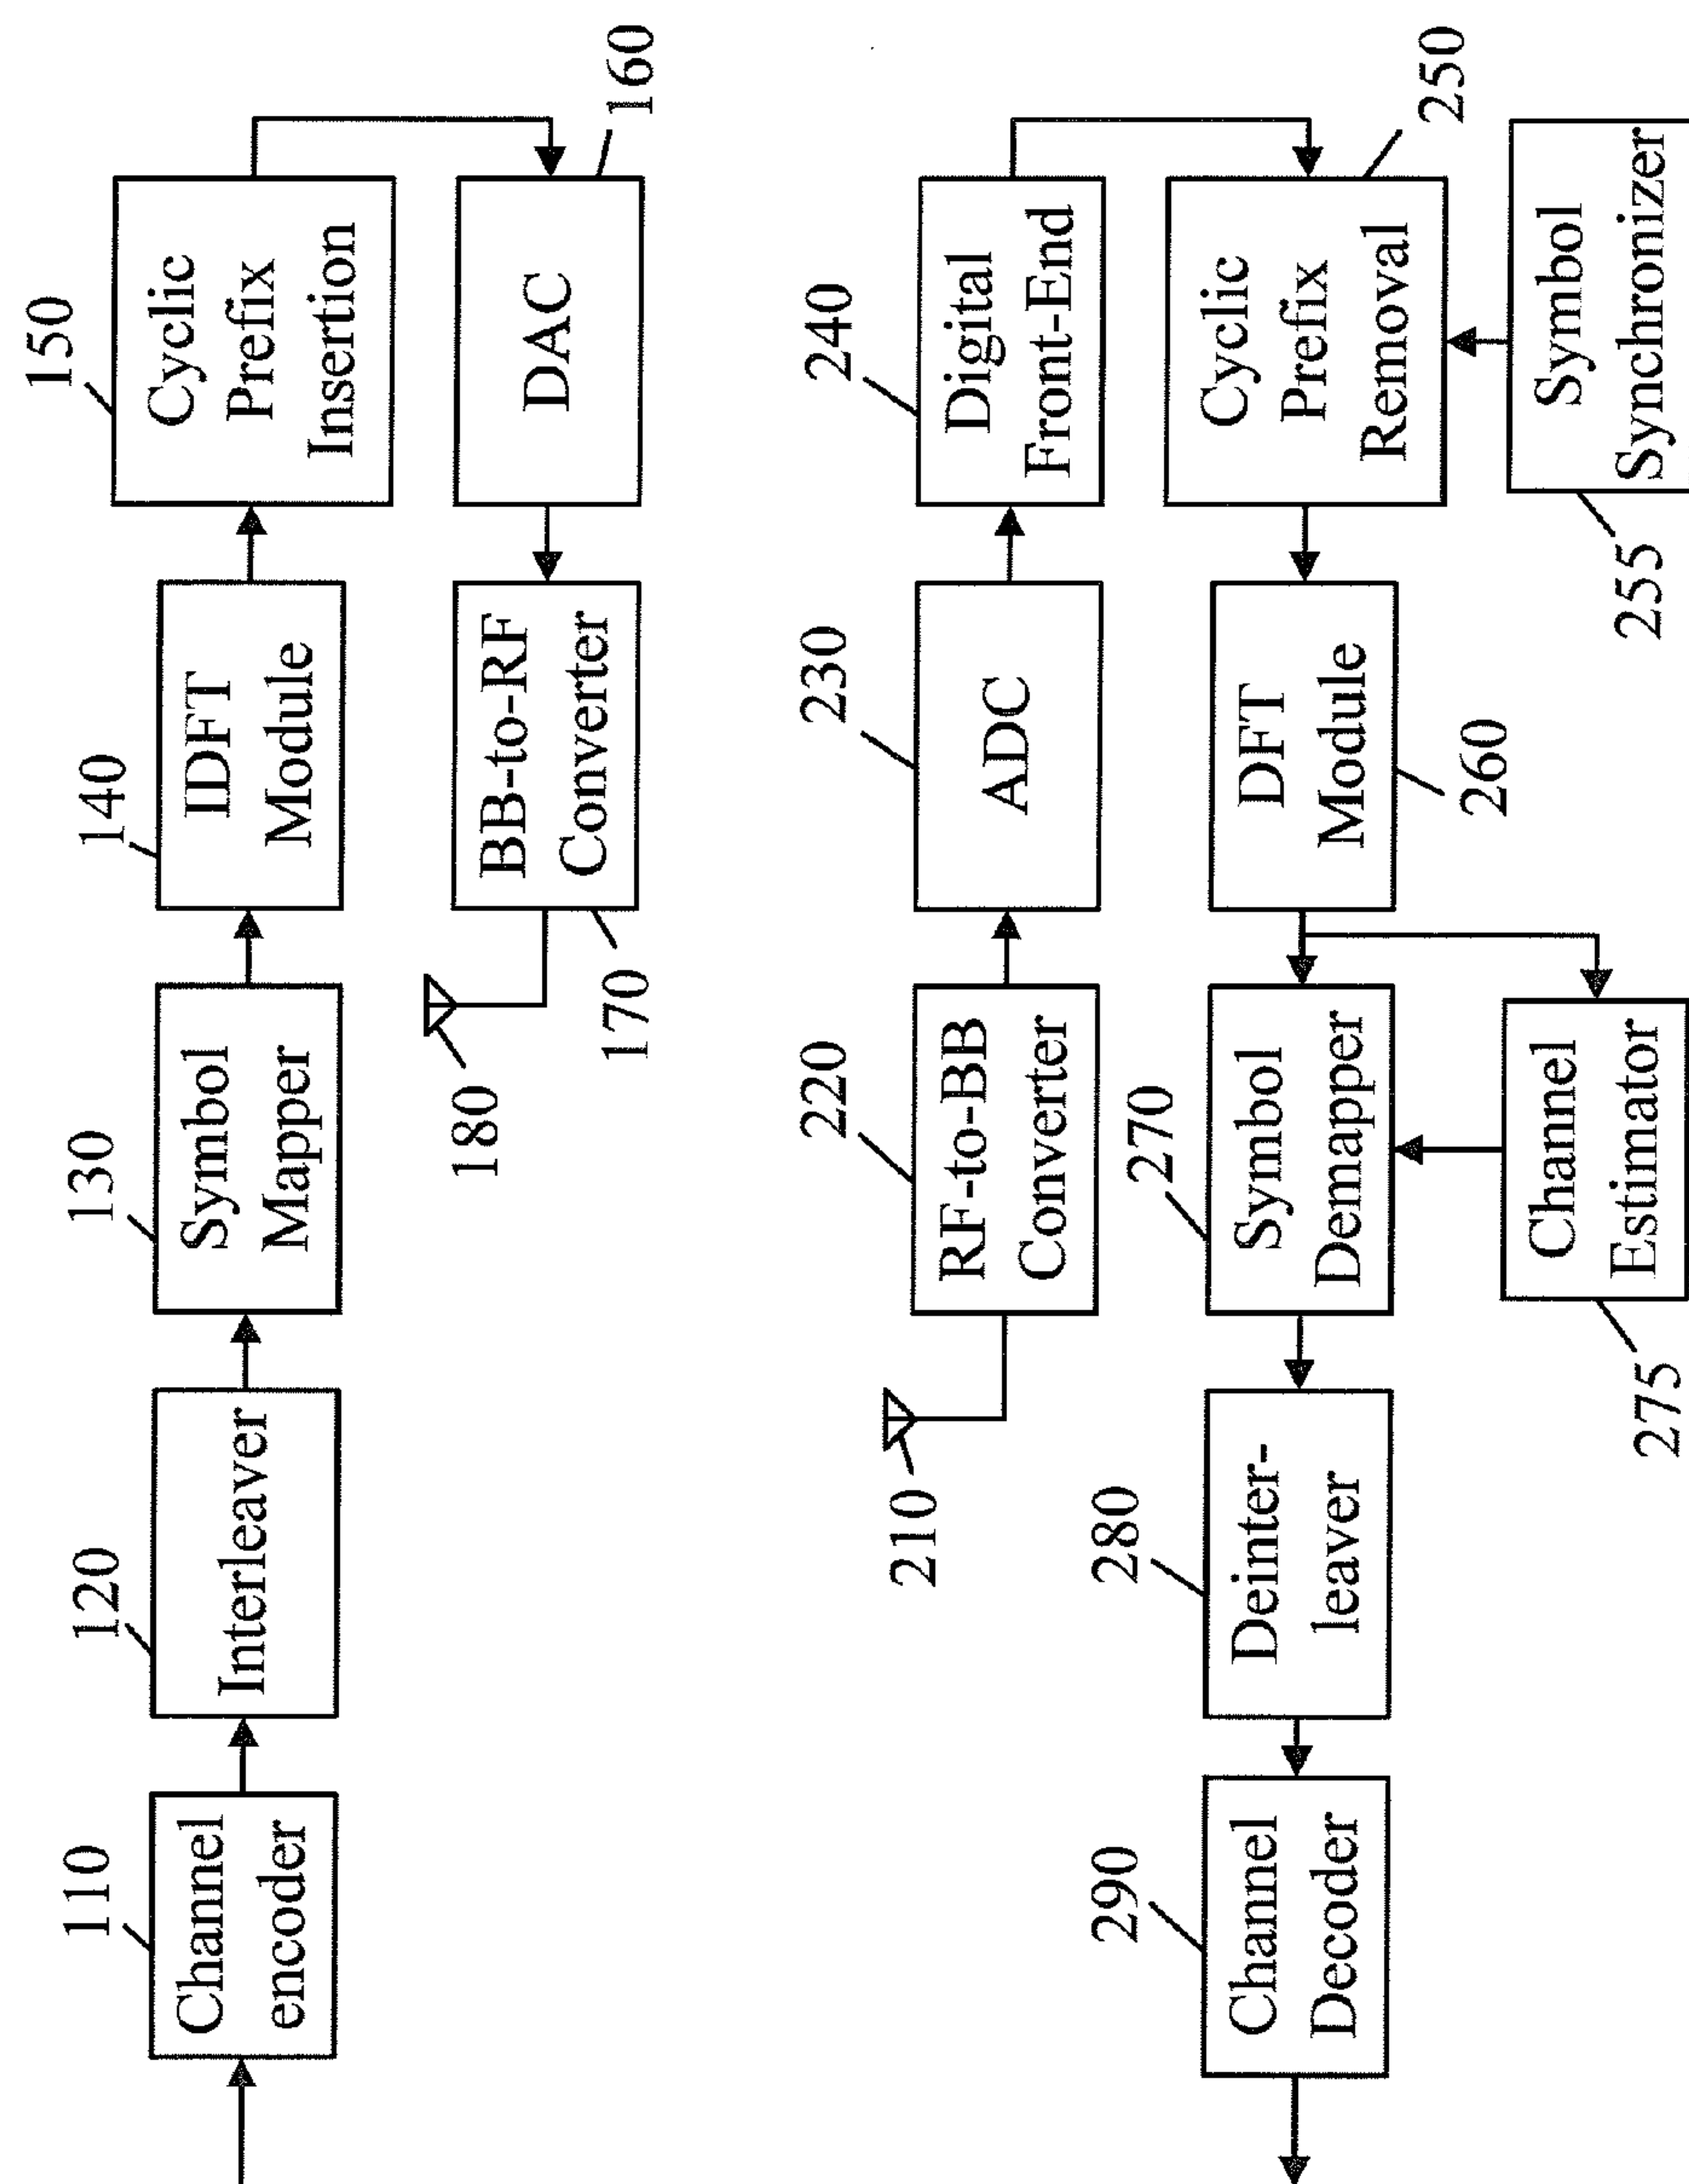 110
Channel
encoder
120
Interleaver
130
Symbol
Mapper
140
IDFT
Module
150
Cyclic
Prefix
Insertion
180
BB-to-RF
Converter
170
DAC
160
210
220
RF-to-BB
Converter
230
ADC
240
Digital
Front-End
290
Channel
Decoder
280
Deinter-
leaver
270
Symbol
Demapper
DFT
Module
260
Cyclic
Prefix
Removal
250
275
Channel
Estimator
255
Symbol
Synchronizer